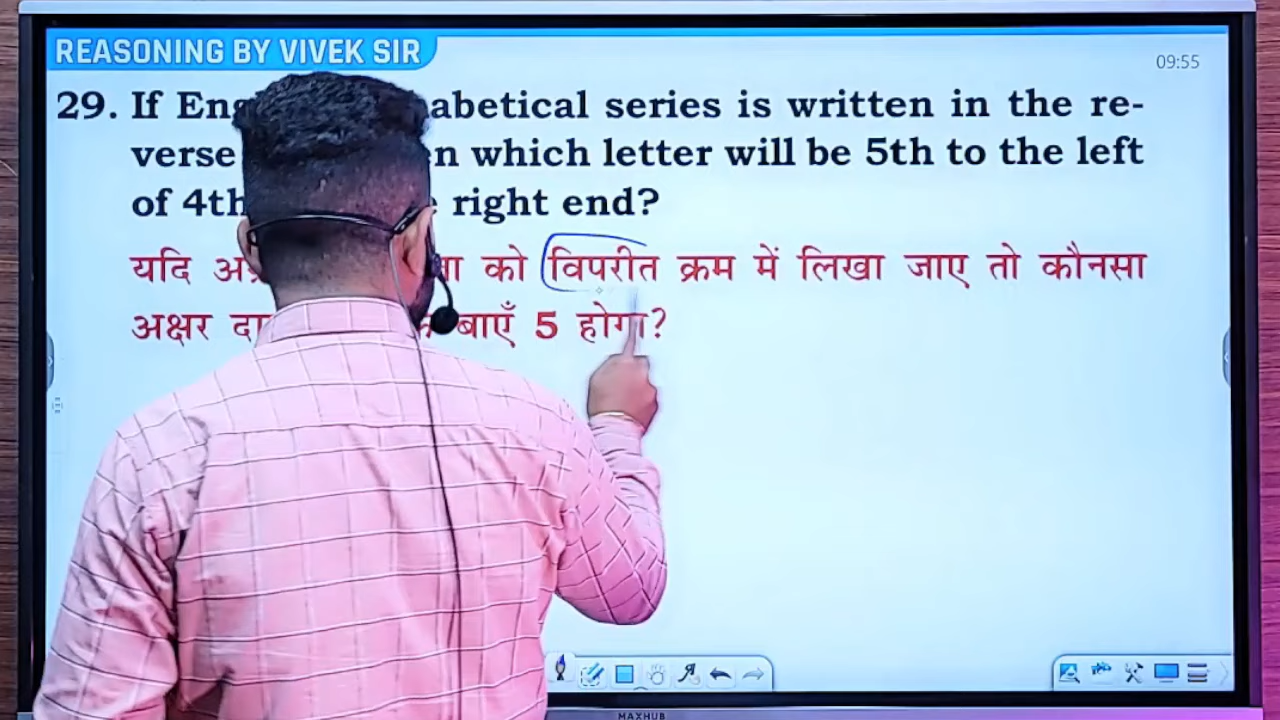 REASONING BY VIVEK SIR
09:55
29. If abetical series is written in the re-
verse which letter will be 5th to the left
of 4th right end?
यदि को विपरीत क्रम में लिखा जाए तो कौनसा
अक्षर बाएँ 5 होगा?
MAXHUB